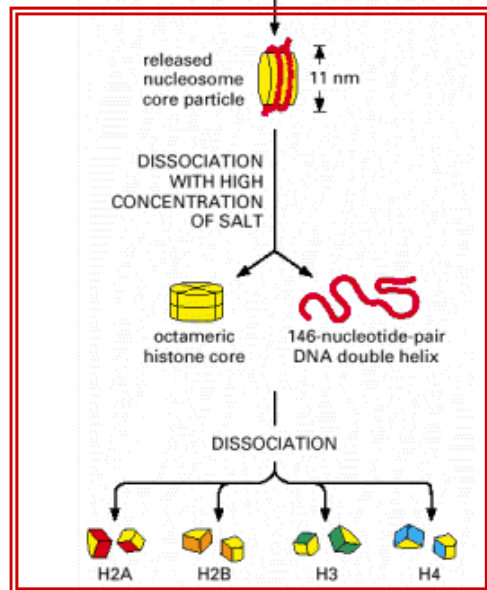 released
nucleosome
core particle
11 nm
DISSOCIATION
WITH HIGH
CONCENTRATION
OF SALT
octameric
histone core
146-nucleotide-pair
DNA double helix
DISSOCIATION
H2A
H2B
H3
H4